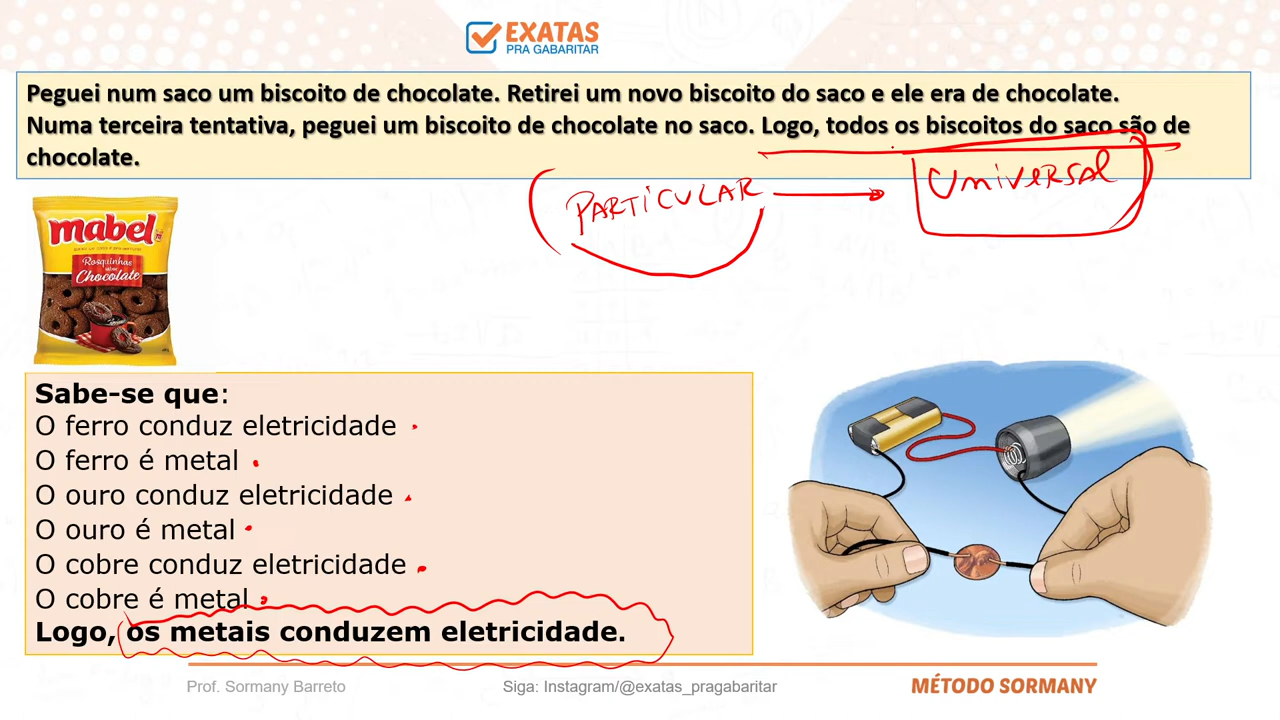 EXATAS
PRA GABARITAR
Peguei num saco um biscoito de chocolate. Retirei um novo biscoito do saco e ele era de chocolate.
Numa terceira tentativa, peguei um biscoito de chocolate no saco. Logo, todos os biscoitos do saco são de
chocolate.
PARTICULAR
UNIVERSAL
mabel
Rosquinhas
Chocolate
Sabe-se que:
O ferro conduz eletricidade
O ferro é metal
O ouro conduz eletricidade
O ouro é metal
O cobre conduz eletricidade
O cobre é metal
Logo, os metais conduzem eletricidade.
Prof. Sormany Barreto
Siga: Instagram/@exatas_pragabaritar
MÉTODO SORMANY